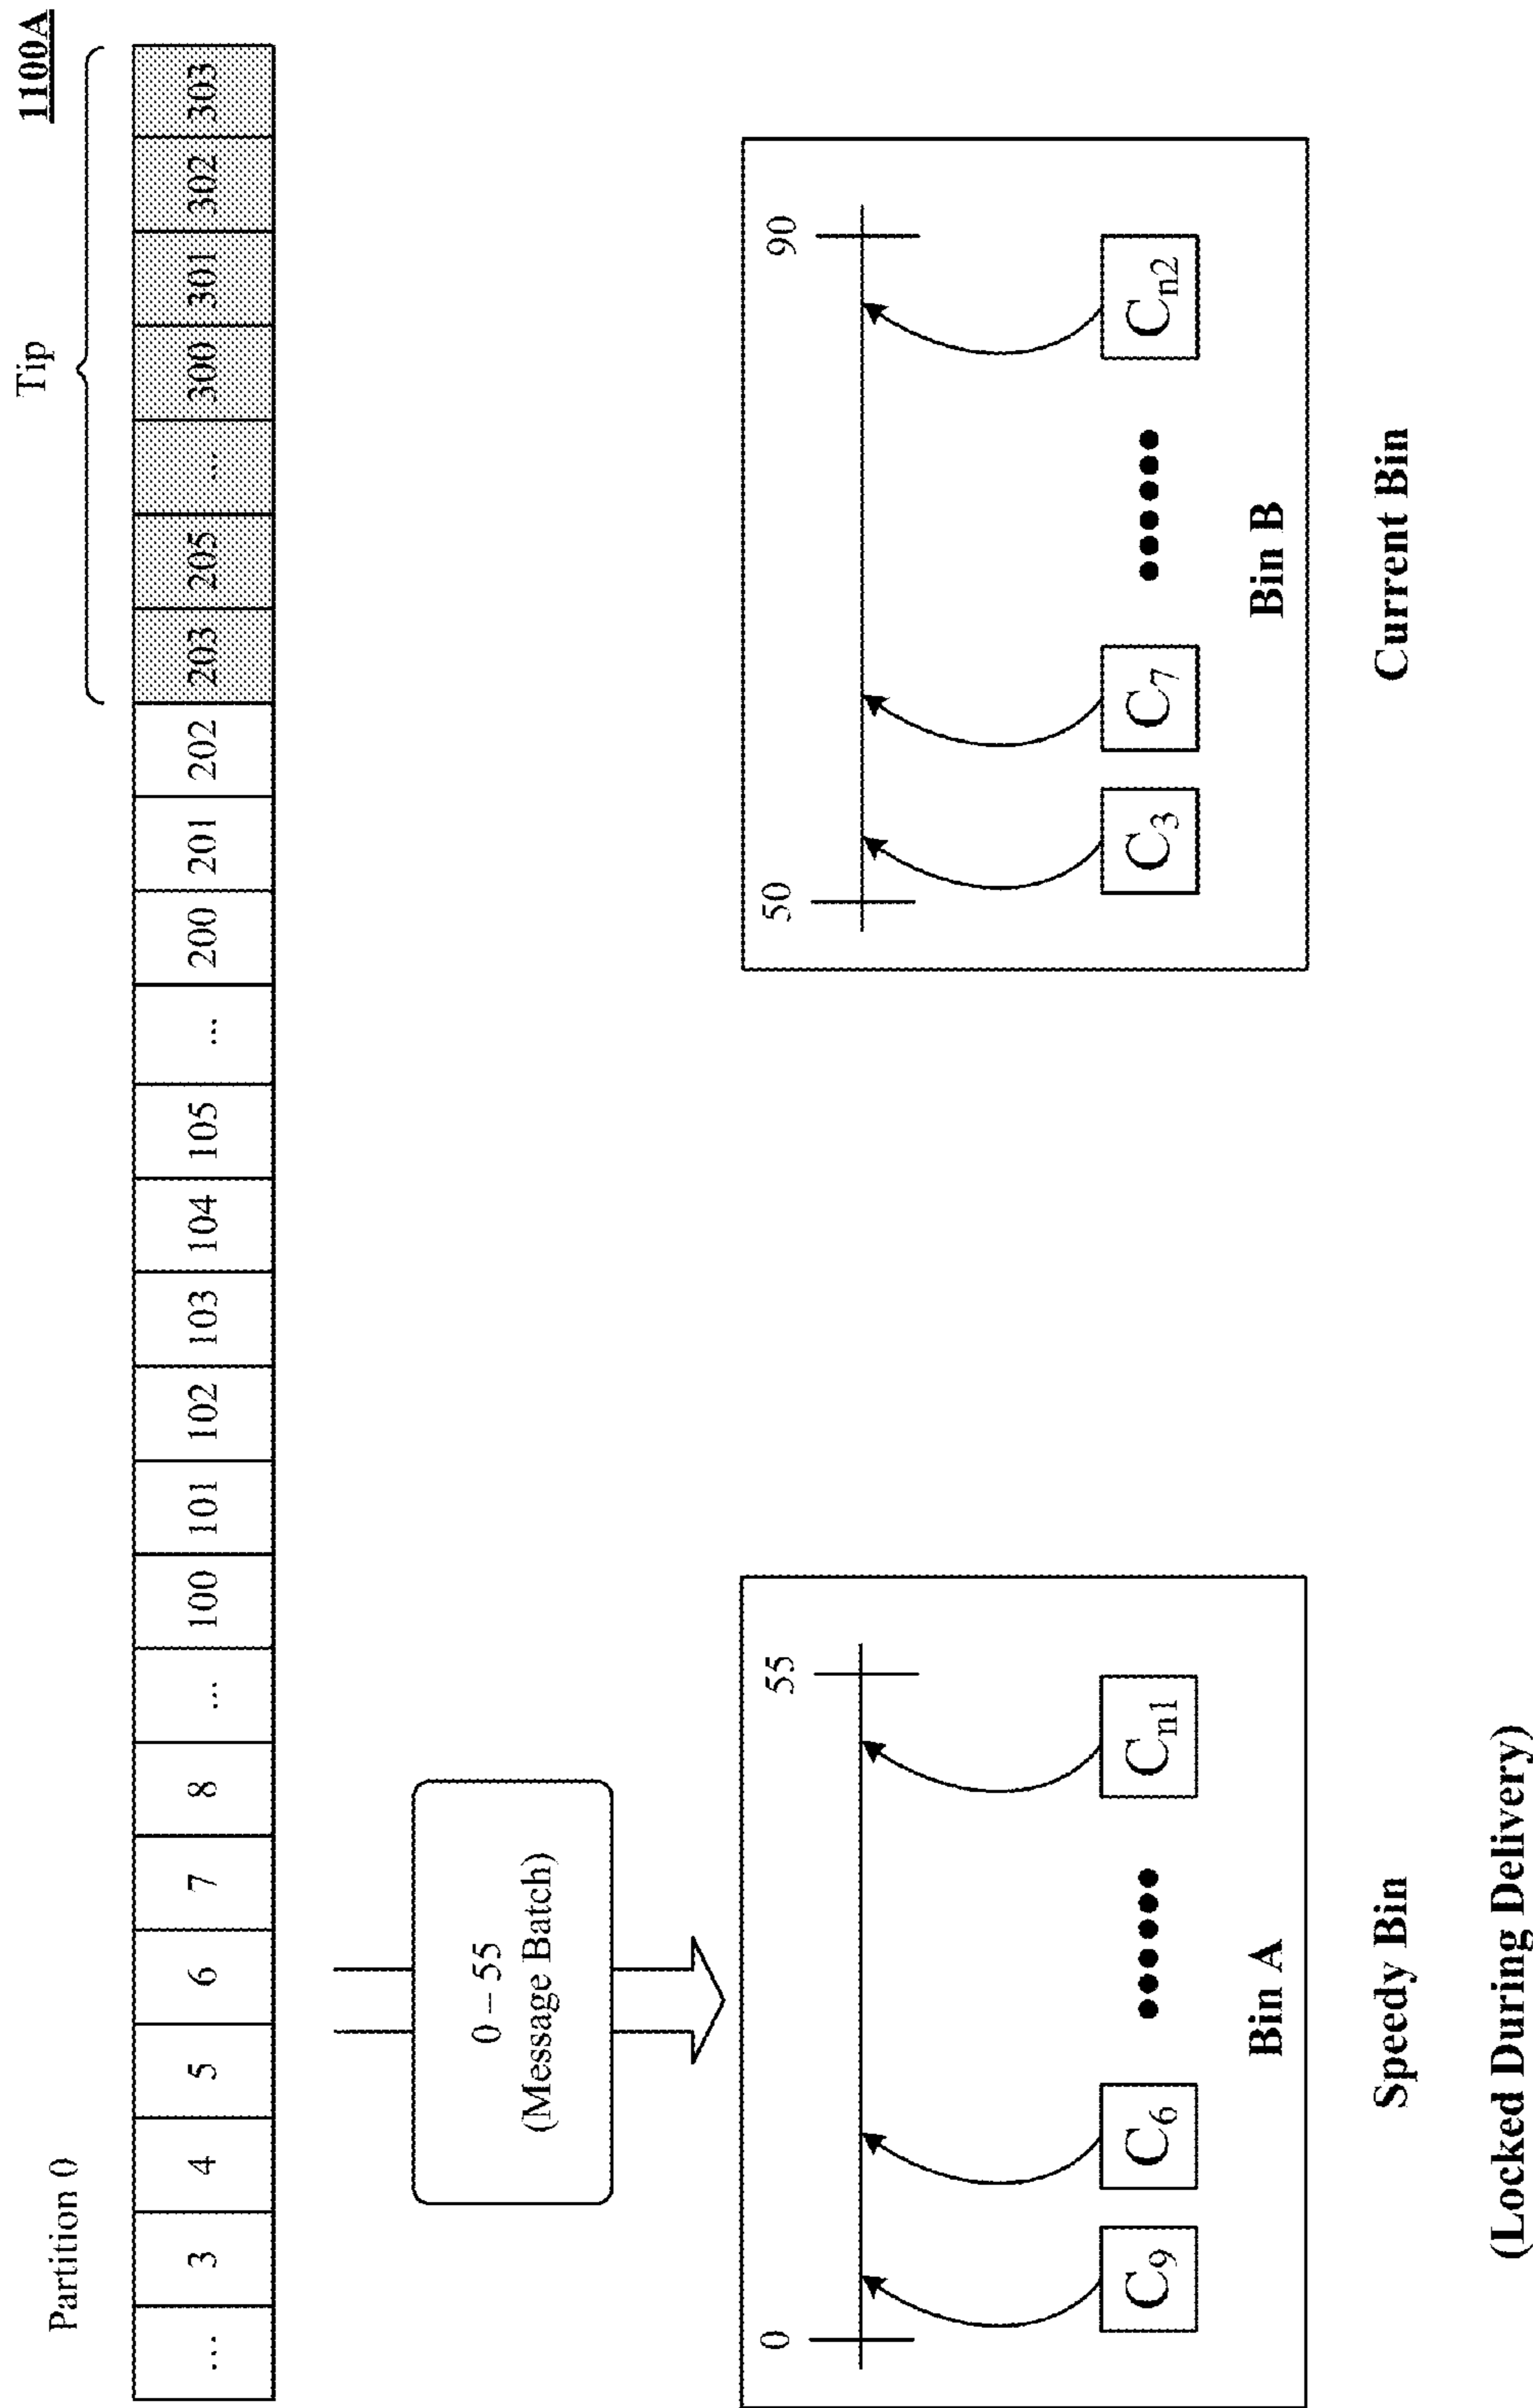 1100A
Partition 0
Tip
... 3 4 5 6 7 8 ... 100 101 102 103 104 105 ... 200 201 202 203 205 ... 300 301 302 303
0 – 55
(Message Batch)
0 55
C9 C6 Cn1
Bin A
Speedy Bin
(Locked During Delivery)
50 90
C3 C7 Cn2
Bin B
Current Bin